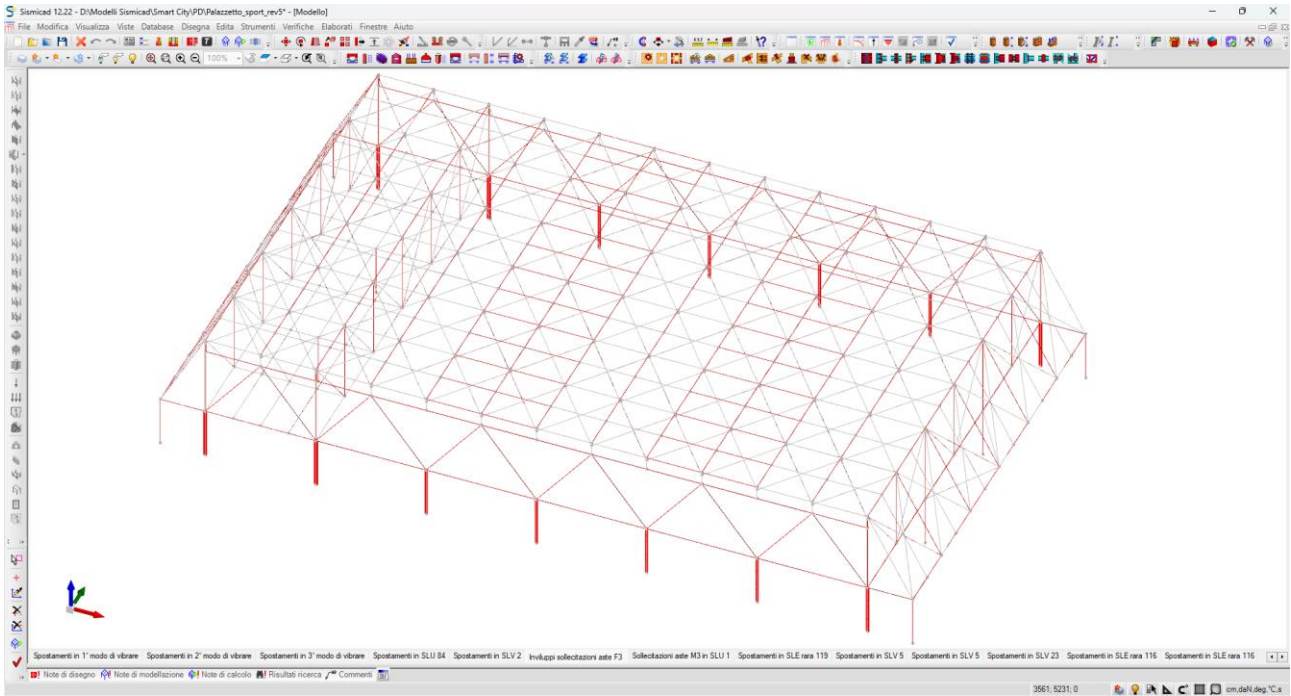 Sismicad 12.22 - D:\Modelli Sismicad\Smart City\PD\Palazzetto_sport_rev5* - [Modello]
File Modifica Visualizza Viste Database Disegna Edita Strumenti Verifiche Elaborati Finestre Aiuto
100%
Spostamenti in 1° modo di vibrare Spostamenti in 2° modo di vibrare Spostamenti in 3° modo di vibrare Spostamenti in SLU 84 Spostamenti in SLV 2 Inviluppi sollecitazioni aste F3 Sollecitazioni aste M3 in SLU 1 Spostamenti in SLE rara 119 Spostamenti in SLV 5 Spostamenti in SLV 5 Spostamenti in SLV 23 Spostamenti in SLE rara 116 Spostamenti in SLE rara 116
Note di disegno Note di modellazione Note di calcolo Risultati ricerca Commenti
3561; 5231; 0 cm,daN,deg,°C,s